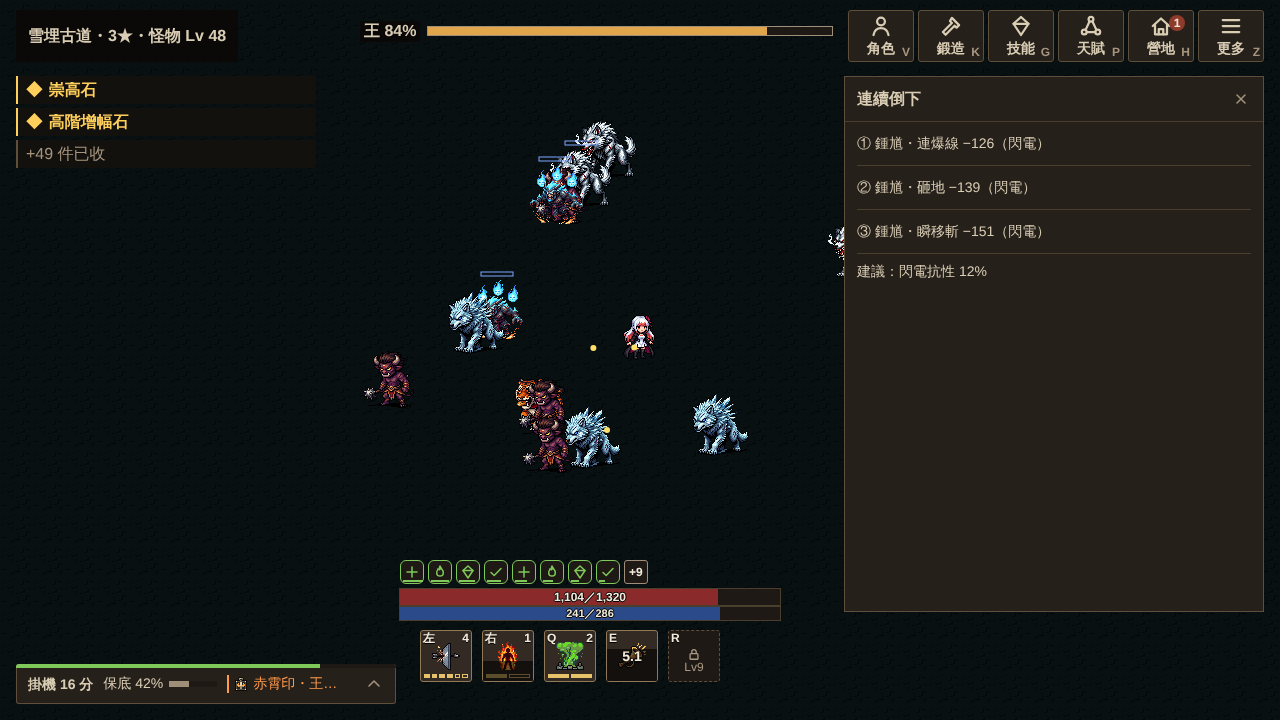 雪埋古道・3★・怪物 Lv 48
王 84%
角色 V
鍛造 K
技能 G
天賦 P
營地 H
1
更多 Z
◆ 崇高石
◆ 高階增幅石
+49 件已收
連續倒下
① 鍾馗・連爆線 −126（閃電）
② 鍾馗・砸地 −139（閃電）
③ 鍾馗・瞬移斬 −151（閃電）
建議：閃電抗性 12%
+9
1,104／1,320
241／286
左 4
右 1
Q 2
E 5.1
R Lv9
掛機 16 分 保底 42% 赤霄印・王…